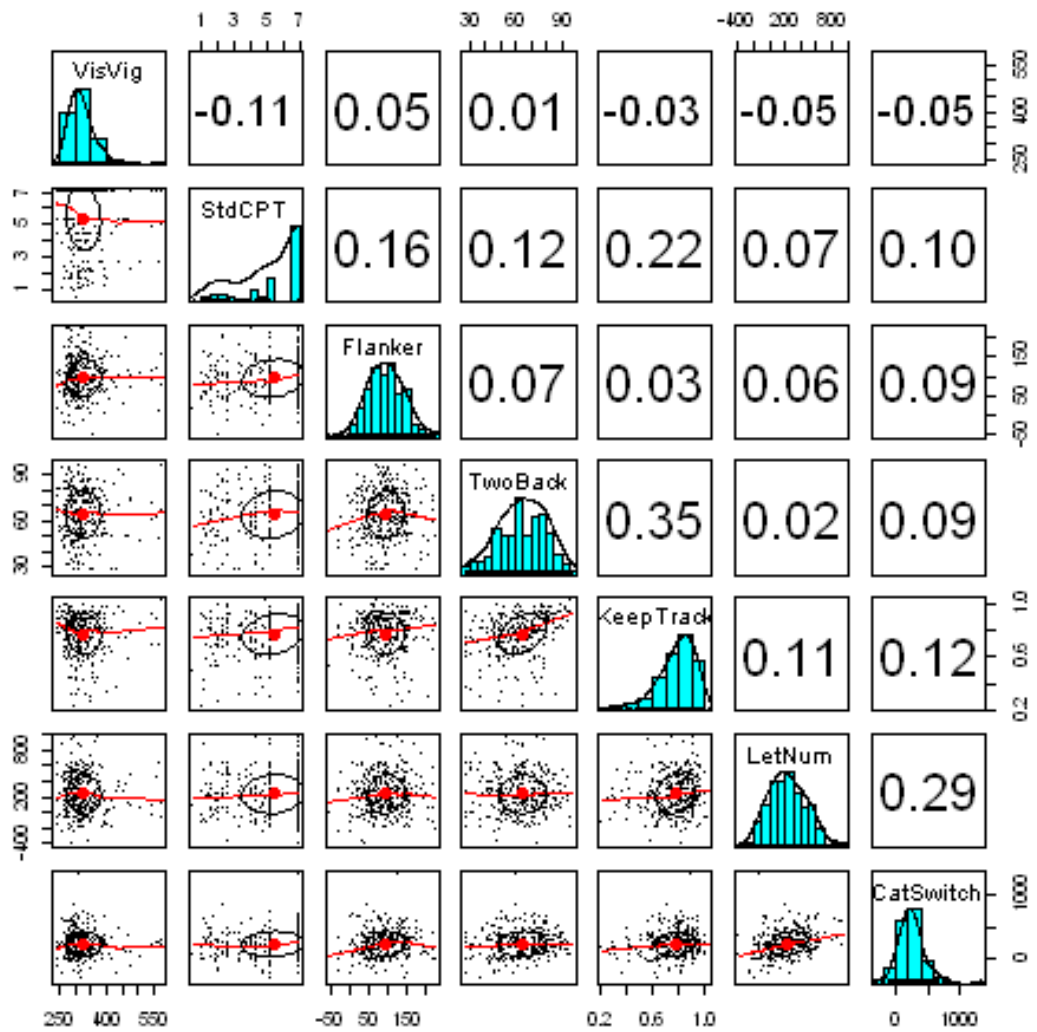 1 3 5 7 30 60 90 -400 200 800
VisVig -0.11 0.05 0.01 -0.03 -0.05 -0.05 250 400 550
1 3 5 7 StdCPT 0.16 0.12 0.22 0.07 0.10
Flanker 0.07 0.03 0.06 0.09 -50 50 150
30 60 90 TwoBack 0.35 0.02 0.09
KeepTrack 0.11 0.12 0.2 0.6 1.0
-400 200 800 LetNum 0.29
CatSwitch 0 1000
250 400 550 -50 50 150 0.2 0.6 1.0 0 1000